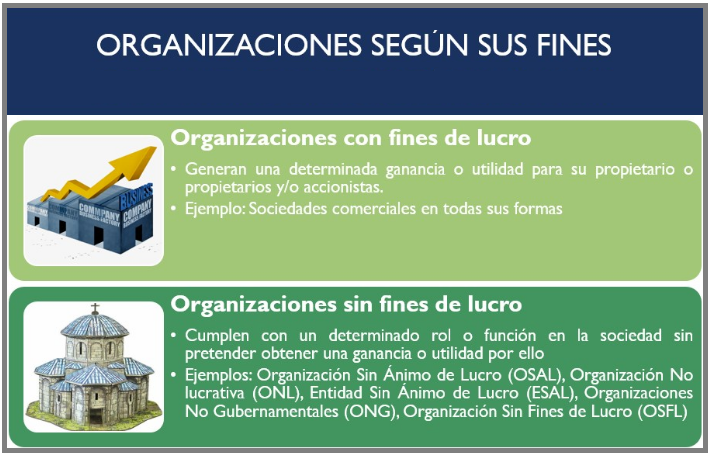 ORGANIZACIONES SEGÚN SUS FINES
Organizaciones con fines de lucro
• Generan una determinada ganancia o utilidad para su propietario o
propietarios y/o accionistas.
• Ejemplo: Sociedades comerciales en todas sus formas
BUSINESS
COMPANY
COMPANY
Organizaciones sin fines de lucro
• Cumplen con un determinado rol o función en la sociedad sin
pretender obtener una ganancia o utilidad por ello
• Ejemplos: Organización Sin Ánimo de Lucro (OSAL), Organización No
lucrativa (ONL), Entidad Sin Ánimo de Lucro (ESAL), Organizaciones
No Gubernamentales (ONG), Organización Sin Fines de Lucro (OSFL)